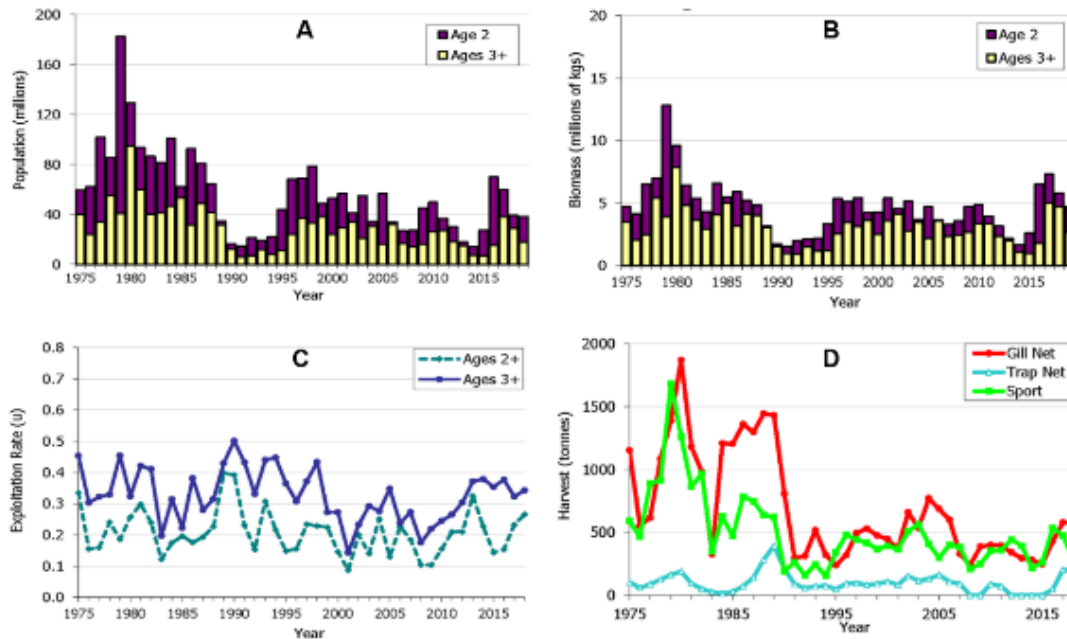 A
Age 2
Ages 3+
Population (millions)
200
160
120
80
40
0
1975 1980 1985 1990 1995 2000 2005 2010 2015
Year
B
Age 2
Ages 3+
Biomass (millions of kgs)
20
15
10
5
0
1975 1980 1985 1990 1995 2000 2005 2010 2015
Year
C
Ages 2+
Ages 3+
Exploitation Rate (u)
0.8
0.7
0.6
0.5
0.4
0.3
0.2
0.1
0.0
1975 1980 1985 1990 1995 2000 2005 2010 2015
Year
D
Gill Net
Trap Net
Sport
Harvest (tonnes)
2000
1500
1000
500
0
1975 1985 1995 2005 2015
Year